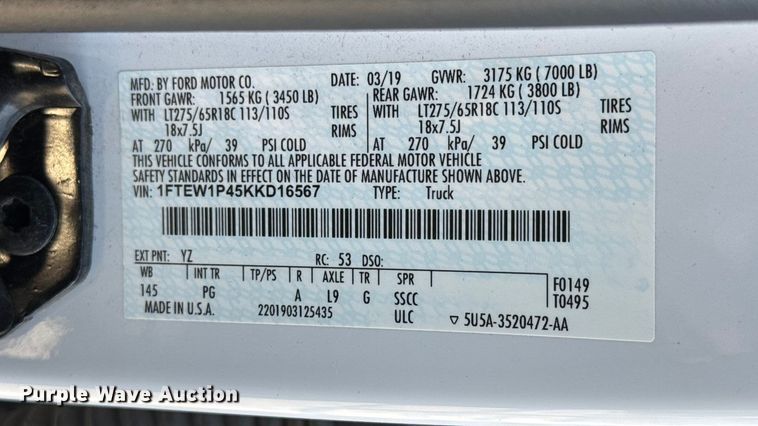 MFD. BY FORD MOTOR CO. DATE: 03/19 GVWR: 3175 KG ( 7000 LB)
FRONT GAWR: 1565 KG ( 3450 LB) REAR GAWR: 1724 KG ( 3800 LB)
WITH LT275/65R18C 113/110S TIRES WITH LT275/65R18C 113/110S TIRES
18x7.5J RIMS 18x7.5J RIMS
AT 270 kPa/ 39 PSI COLD AT 270 kPa/ 39 PSI COLD
THIS VEHICLE CONFORMS TO ALL APPLICABLE FEDERAL MOTOR VEHICLE
SAFETY STANDARDS IN EFFECT ON THE DATE OF MANUFACTURE SHOWN ABOVE.
VIN: 1FTEW1P45KKD16567 TYPE: Truck
EXT PNT: YZ RC: 53 DSO:
WB INT TR TP/PS R AXLE TR SPR F0149
145 PG A L9 G SSCC T0495
MADE IN U.S.A. 2201903125435 ULC ▽ 5U5A-3520472-AA
Purple Wave Auction